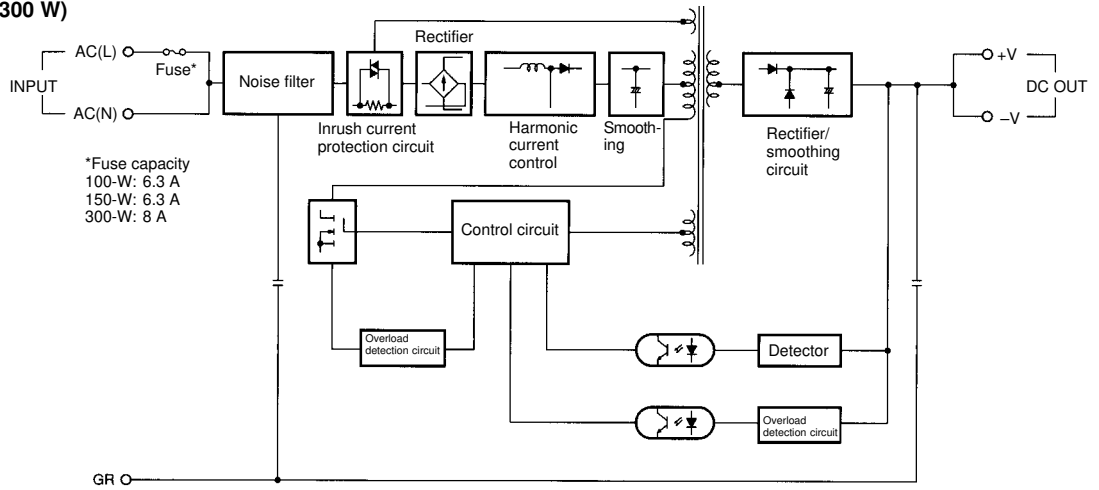 300 W)
AC(L)
Fuse*
INPUT
AC(N)
Noise filter
Inrush current
protection circuit
Rectifier
Harmonic
current
control
Smooth-
ing
Rectifier/
smoothing
circuit
+V
DC OUT
–V
*Fuse capacity
100-W: 6.3 A
150-W: 6.3 A
300-W: 8 A
Control circuit
Overload
detection circuit
Detector
Overload
detection circuit
GR